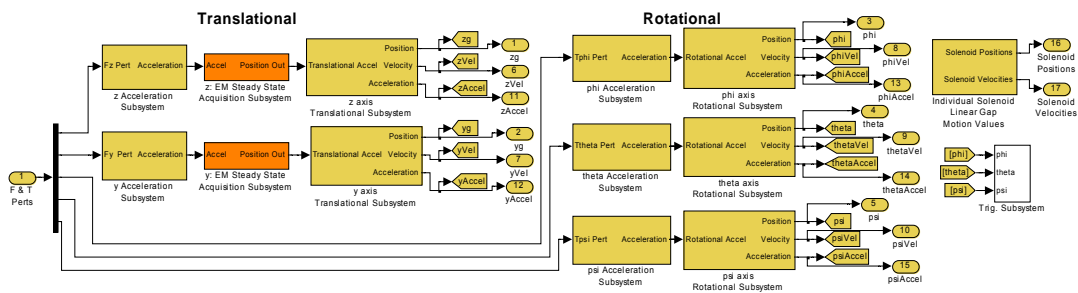 Translational
Rotational
Fz Pert Acceleration
z Acceleration
Subsystem
Accel Position Out
z: EM Steady State
Acquisition Subsystem
Translational Accel
Position
Velocity
Acceleration
z axis
Translational Subsystem
zg
1
zg
zVel
6
zVel
zAccel
11
zAccel
Fy Pert Acceleration
y Acceleration
Subsystem
Accel Position Out
y: EM Steady State
Acquisition Subsystem
Translational Accel
Position
Velocity
Acceleration
y axis
Translational Subsystem
yg
2
yg
yVel
7
yVel
yAccel
12
yAccel
1
F & T
Perts
Tphi Pert Acceleration
phi Acceleration
Subsystem
Rotational Accel
Position
Velocity
Acceleration
phi axis
Rotational Subsystem
3
phi
phi
8
phiVel
phiVel
phiAccel
13
phiAccel
Ttheta Pert Acceleration
theta Acceleration
Subsystem
Rotational Accel
Position
Velocity
Acceleration
theta axis
Rotational Subsystem
4
theta
theta
9
thetaVel
thetaVel
thetaAccel
14
thetaAccel
Tpsi Pert Acceleration
psi Acceleration
Subsystem
Rotational Accel
Position
Velocity
Acceleration
psi axis
Rotational Subsystem
5
psi
psi
10
psiVel
psiVel
psiAccel
15
psiAccel
Solenoid Positions
Solenoid Velocities
Individual Solenoid
Linear Gap
Motion Values
16
Solenoid
Positions
17
Solenoid
Velocities
[phi] phi
[theta] theta
[psi] psi
Trig. Subsystem